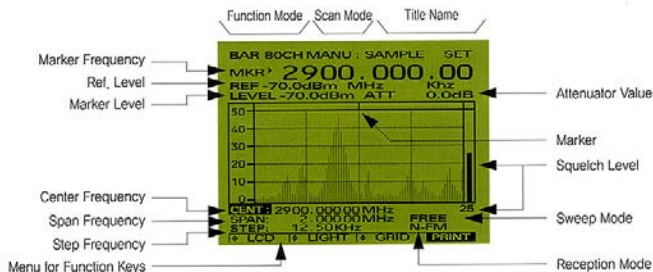 Function Mode Scan Mode Title Name
BAR 80CH MANU : SAMPLE SET
Marker Frequency
MKR 2900.000.00
Ref. Level
REF -70.0dBm MHz Khz
Marker Level
LEVEL -70.0dBm ATT 0.0dB
Attenuator Value
50
40
30
20
10
Marker
Squelch Level
Center Frequency
CENT: 2900.00000MHz 28
Span Frequency
SPAN: 2.00000MHz FREE
Sweep Mode
Step Frequency
STEP: 12.50KHz N-FM
LCD LIGHT GRID PRINT
Menu for Function Keys
Reception Mode